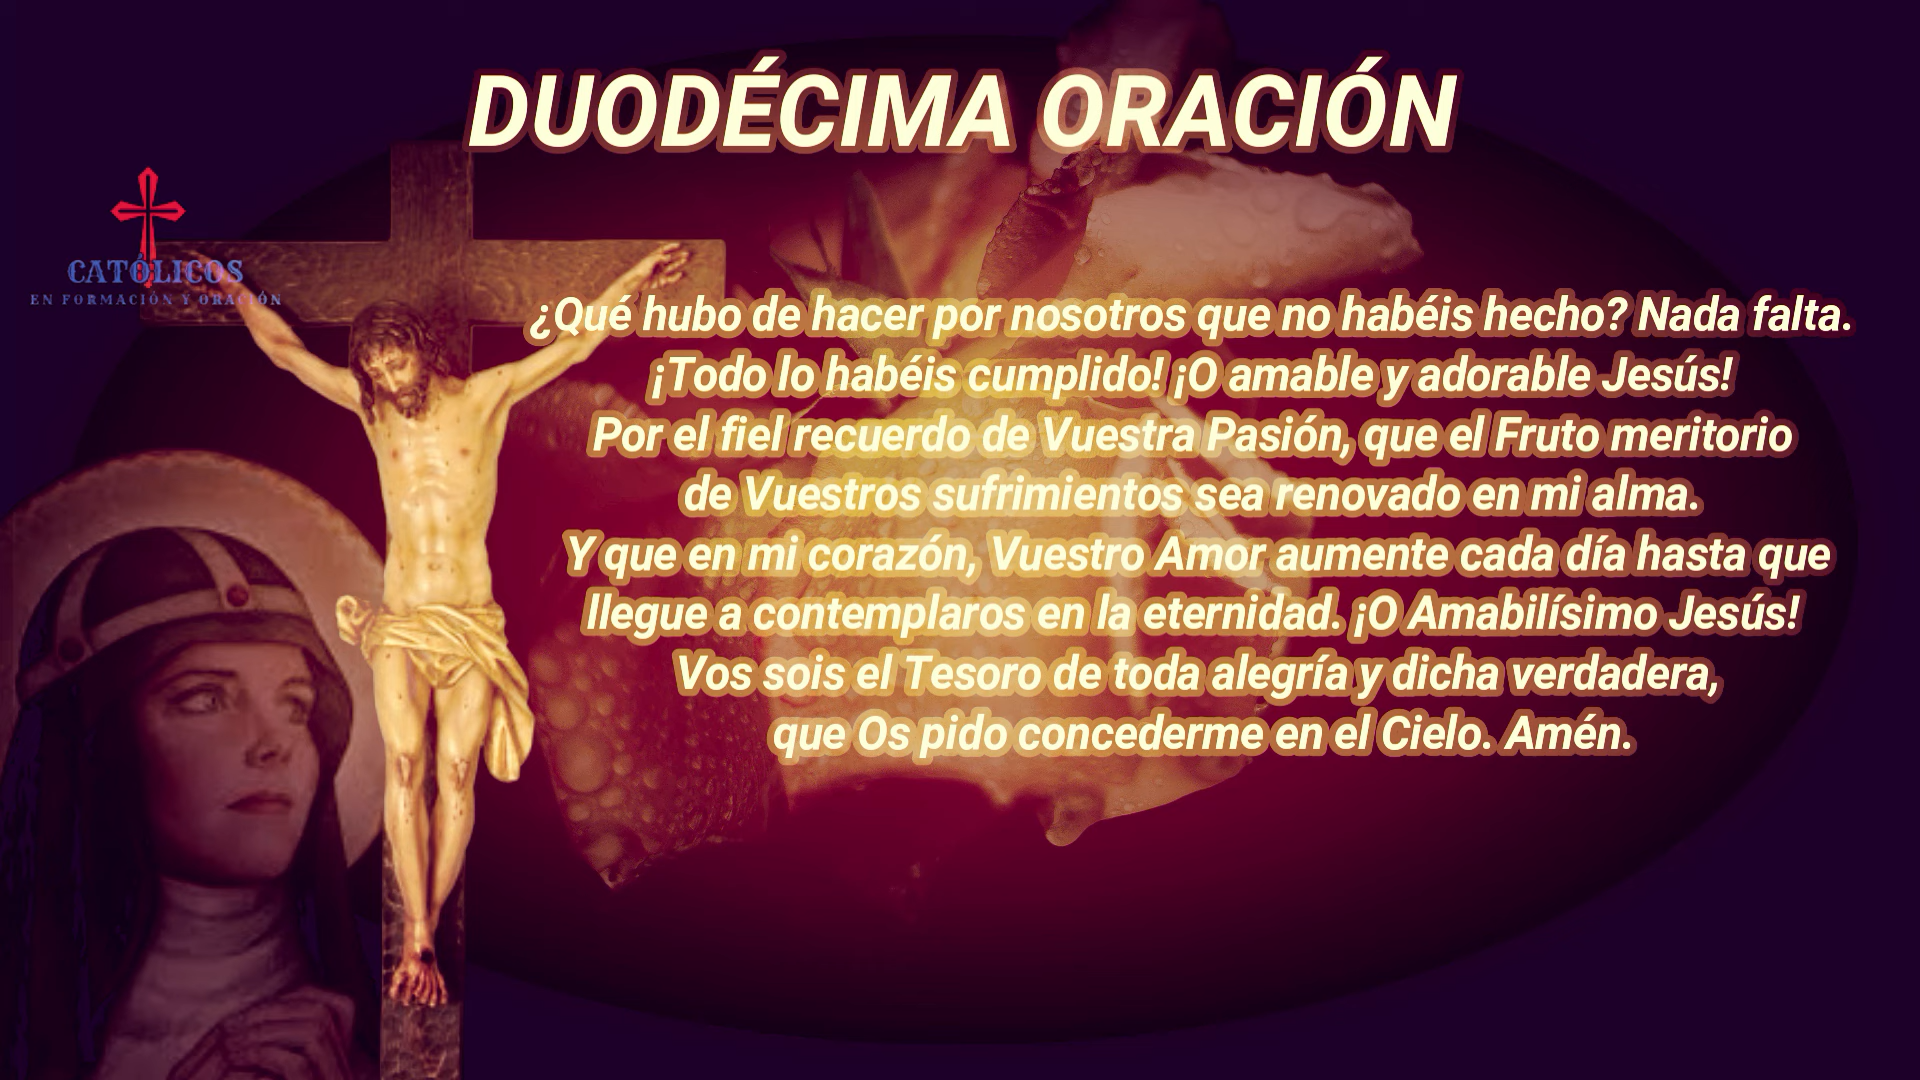 DUODÉCIMA ORACIÓN
CATÓLICOS
EN FORMACIÓN Y ORACIÓN
¿Qué hubo de hacer por nosotros que no habéis hecho? Nada falta.
¡Todo lo habéis cumplido! ¡O amable y adorable Jesús!
Por el fiel recuerdo de Vuestra Pasión, que el Fruto meritorio
de Vuestros sufrimientos sea renovado en mi alma.
Y que en mi corazón, Vuestro Amor aumente cada día hasta que
llegue a contemplaros en la eternidad. ¡O Amabilísimo Jesús!
Vos sois el Tesoro de toda alegría y dicha verdadera,
que Os pido concederme en el Cielo. Amén.